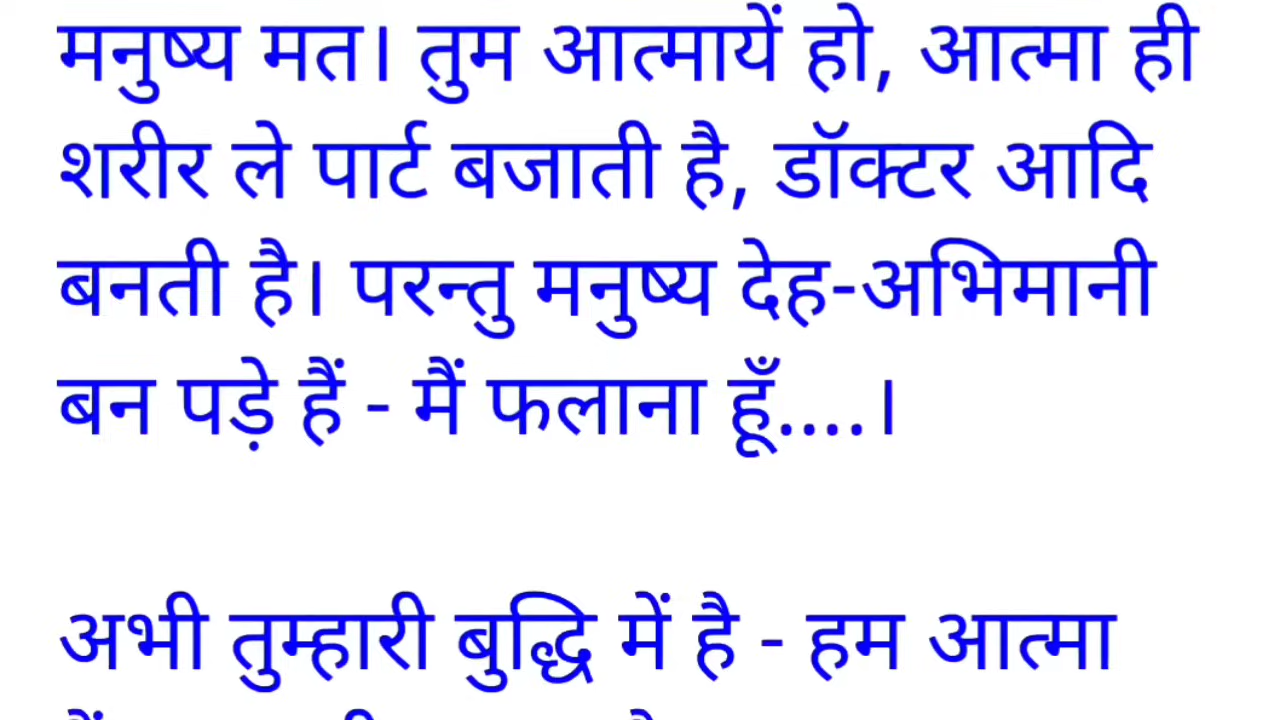 मनुष्य मत। तुम आत्मायें हो, आत्मा ही
शरीर ले पार्ट बजाती है, डॉक्टर आदि
बनती है। परन्तु मनुष्य देह-अभिमानी
बन पड़े हैं - मैं फलाना हूँ....।
अभी तुम्हारी बुद्धि में है - हम आत्मा